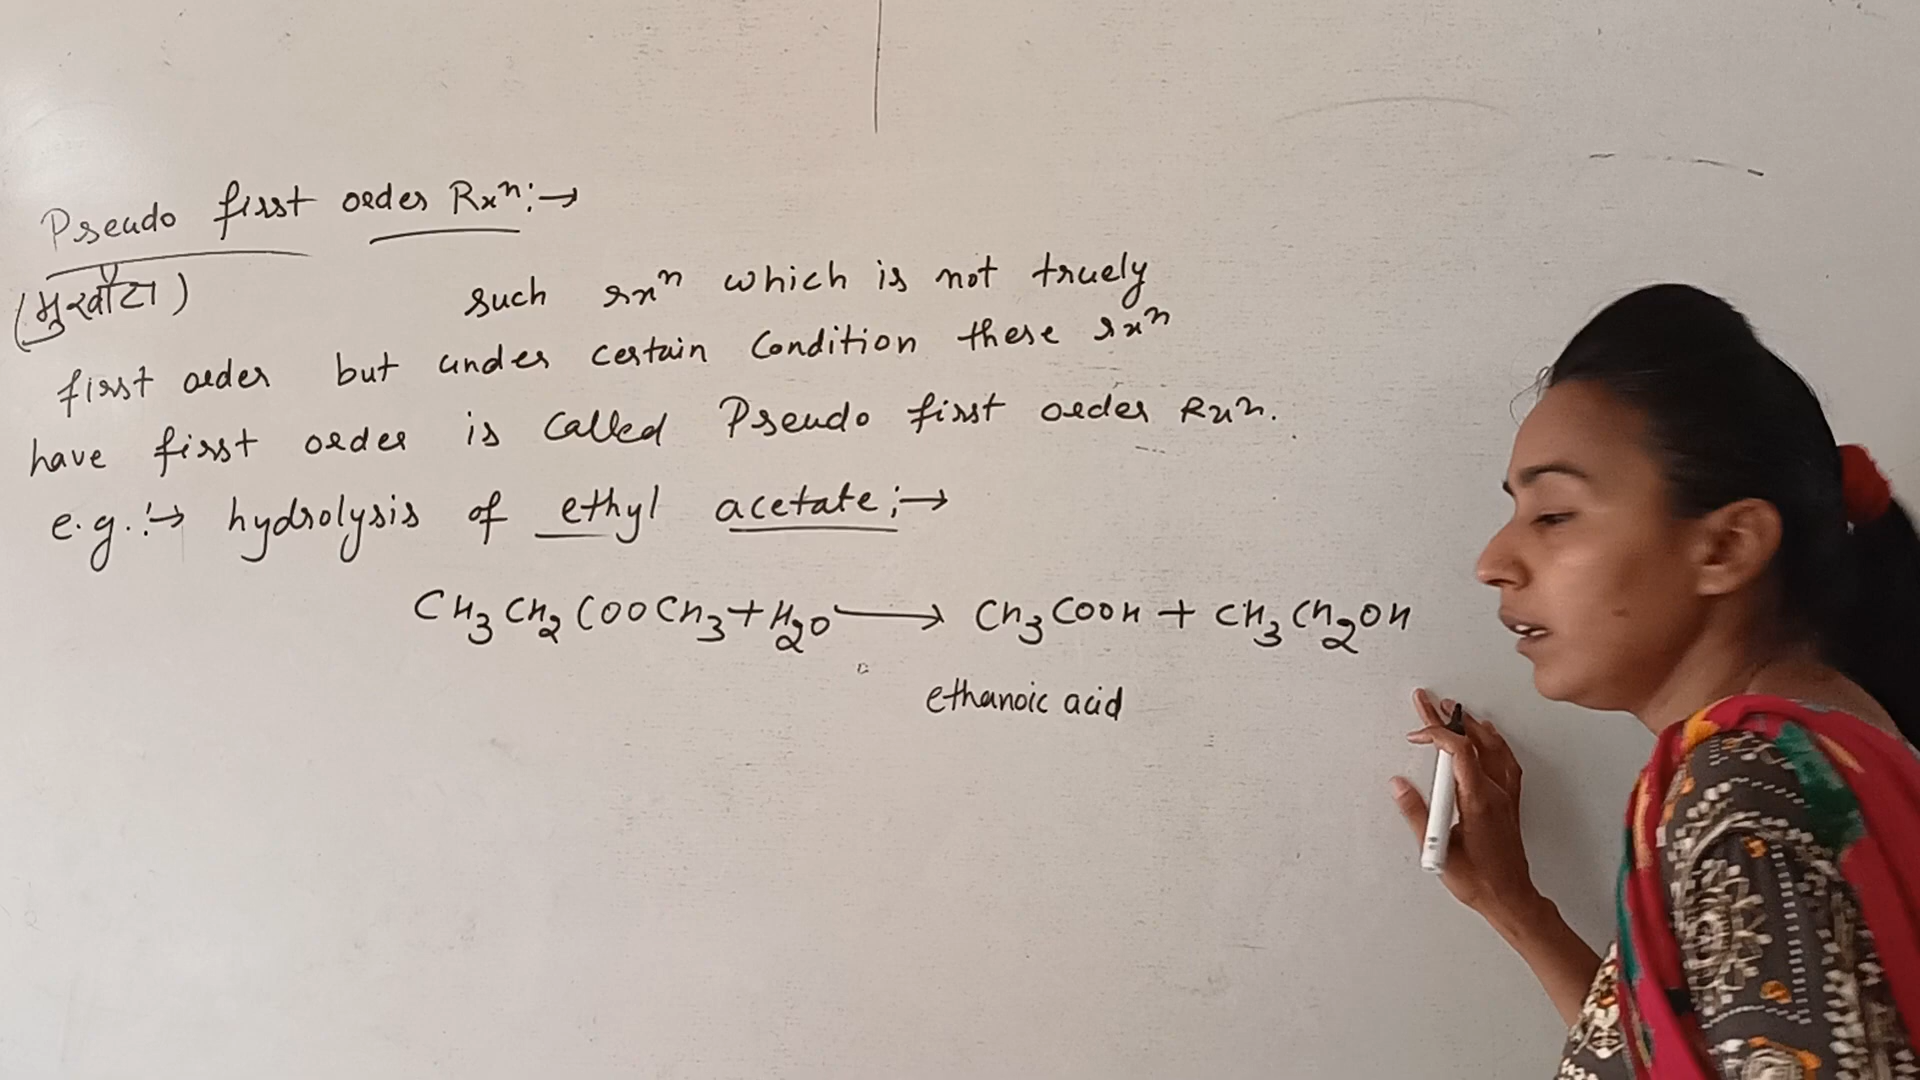 Pseudo first order Rxⁿ:→
(मुखौटा)
such rxⁿ which is not truely
first order but under certain Condition these rxⁿ
have first order is Called Pseudo first order Rxn.
e.g.:→ hydrolysis of ethyl acetate:→
CH₃CH₂COOCH₃+H₂O⟶CH₃COOH+CH₃CH₂OH
ethanoic acid